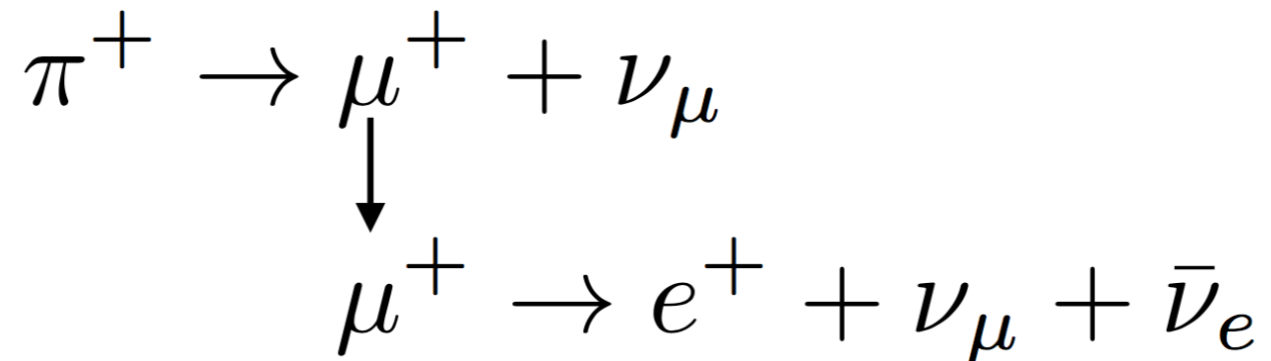 π⁺ → μ⁺ + ν_μ
μ⁺ → e⁺ + ν_μ + ν̄_e